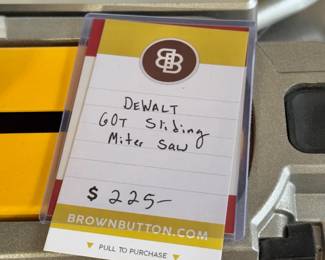 BB
DEWALT
60T Sliding
Miter Saw
$225-
BROWNBUTTON.COM
PULL TO PURCHASE